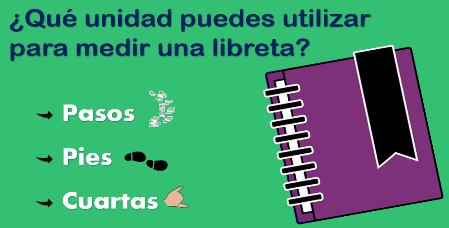 ¿Qué unidad puedes utilizar
para medir una libreta?
Pasos
Pies
Cuartas